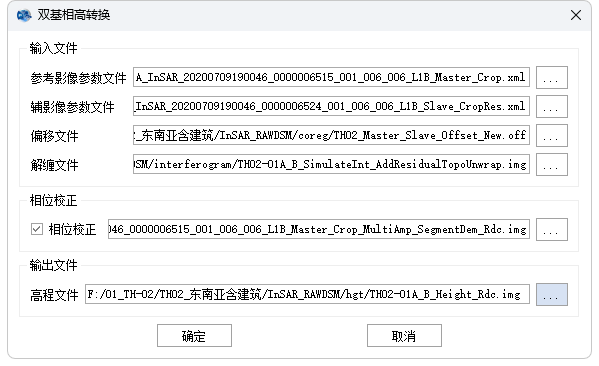 双基相高转换
输入文件
参考影像参数文件 A_InSAR_20200709190046_0000006515_001_006_006_L1B_Master_Crop.xml ...
辅影像参数文件 _InSAR_20200709190046_0000006524_001_006_006_L1B_Slave_CropRes.xml ...
偏移文件 2_东南亚含建筑/InSAR_RAWDSM/coreg/TH02_Master_Slave_Offset_New.off ...
解缠文件 DSM/interferogram/TH02-01A_B_SimulateInt_AddResidualTopoUnwrap.img ...
相位校正
相位校正 046_0000006515_001_006_006_L1B_Master_Crop_MultiAmp_SegmentDem_Rdc.img ...
输出文件
高程文件 F:/01_TH-02/TH02_东南亚含建筑/InSAR_RAWDSM/hgt/TH02-01A_B_Height_Rdc.img ...
确定 取消